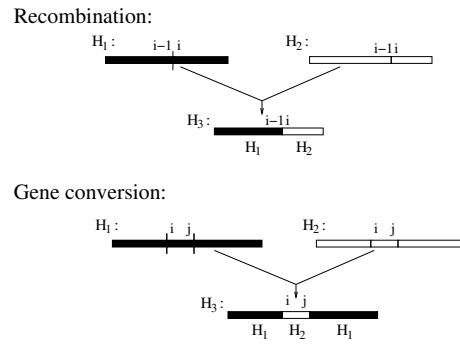 Recombination:
H₁: i−1 i H₂: i−1 i
H₃: i−1 i
H₁ H₂
Gene conversion:
H₁: i j H₂: i j
H₃: i j
H₁ H₂ H₁